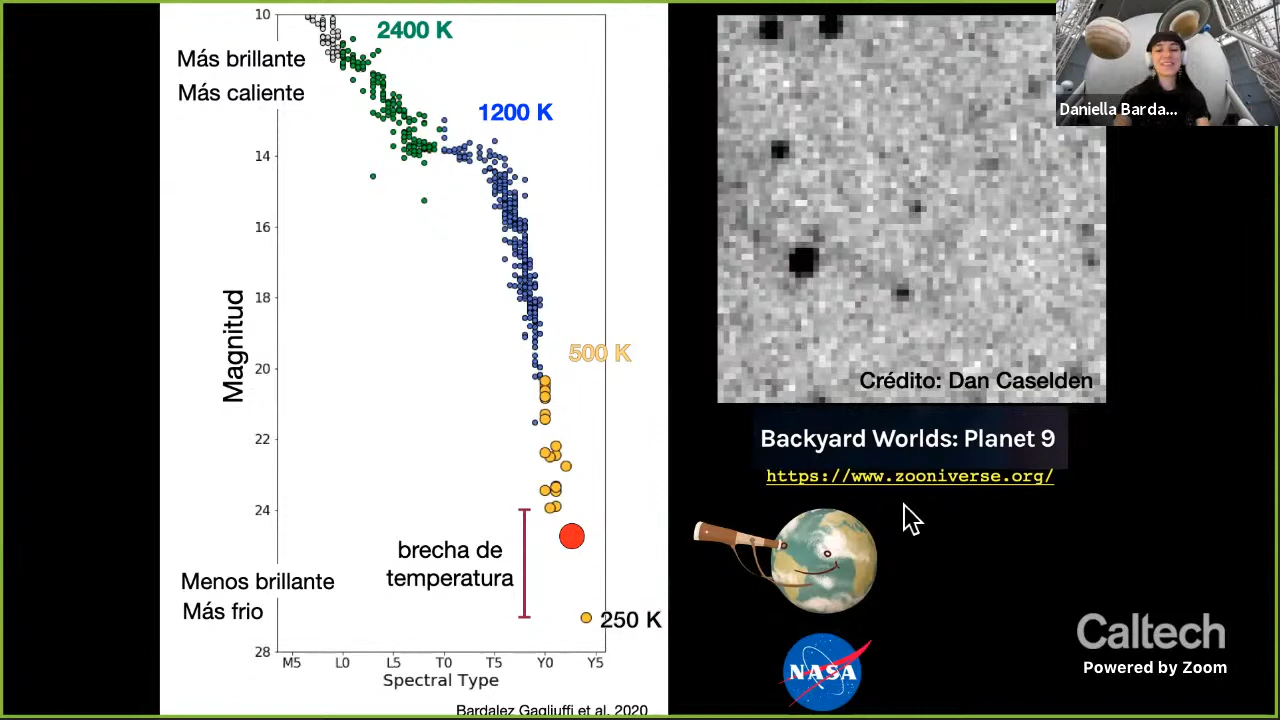 10
2400 K
Más brillante
Más caliente
1200 K
14
16
18
Magnitud
500 K
20
22
24
brecha de
temperatura
Menos brillante
Más frio
250 K
28
M5 L0 L5 T0 T5 Y0 Y5
Spectral Type
Bardalez Gagliuffi et al. 2020
Crédito: Dan Caselden
Daniella Barda...
Backyard Worlds: Planet 9
https://www.zooniverse.org/
NASA
Caltech
Powered by Zoom